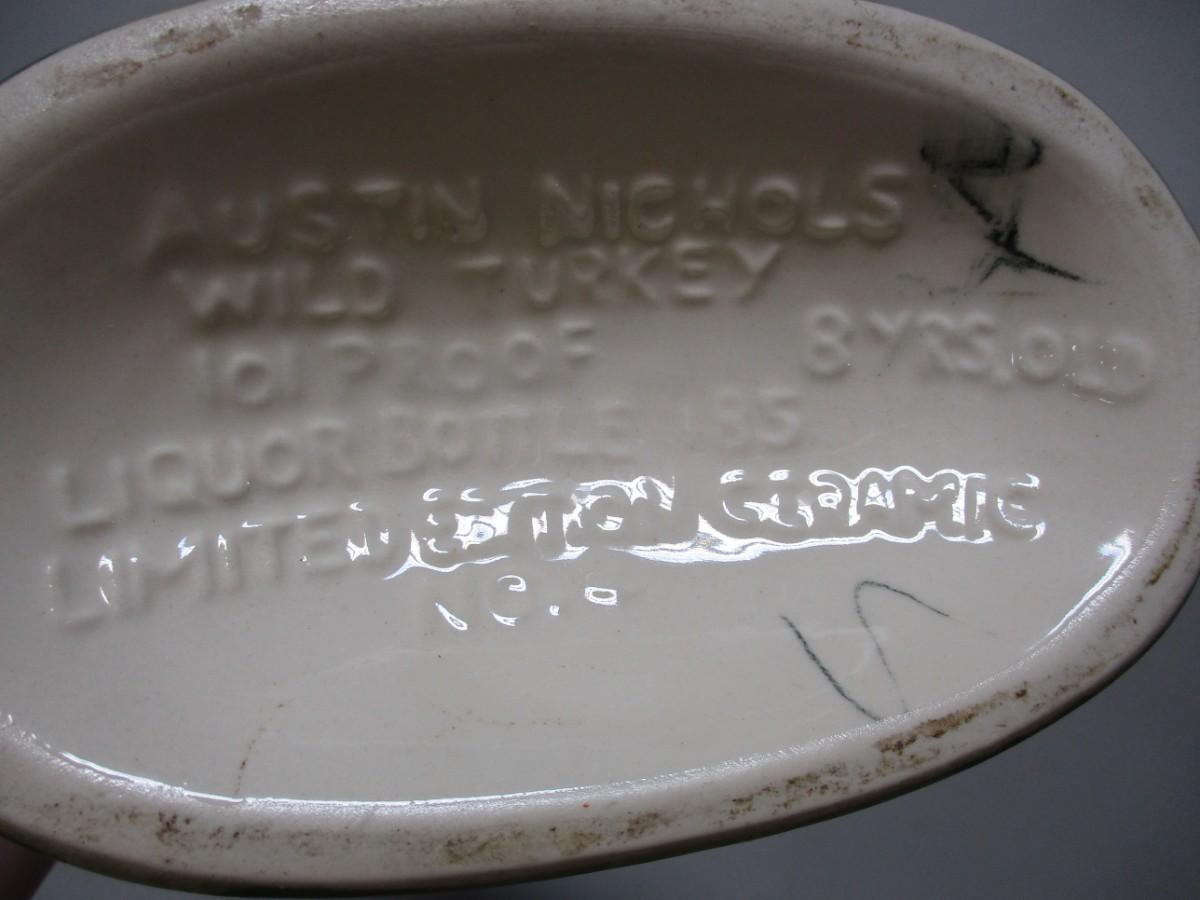 AUSTIN NICHOLS
WILD TURKEY
101 PROOF 8 YRS. OLD
LIQUOR BOTTLE 185
LIMITED EDITION CERAMIC
NO.